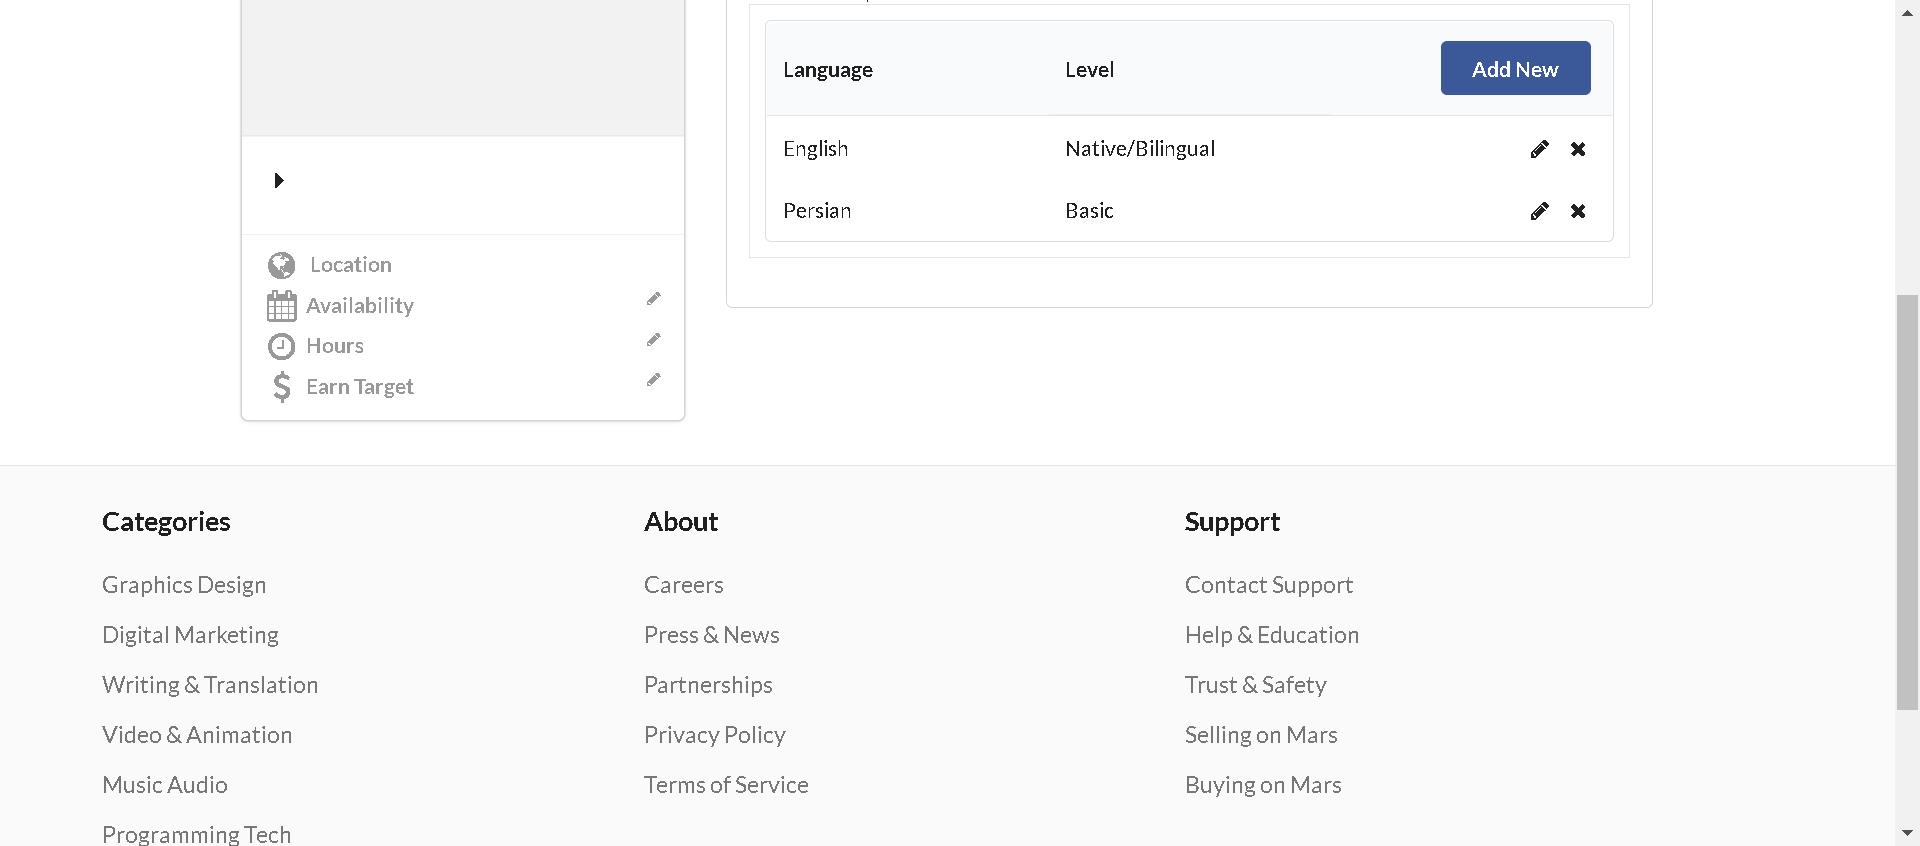 Language Level Add New
English Native/Bilingual
Persian Basic
Location
Availability
Hours
Earn Target
Categories
Graphics Design
Digital Marketing
Writing & Translation
Video & Animation
Music Audio
Programming Tech
About
Careers
Press & News
Partnerships
Privacy Policy
Terms of Service
Support
Contact Support
Help & Education
Trust & Safety
Selling on Mars
Buying on Mars